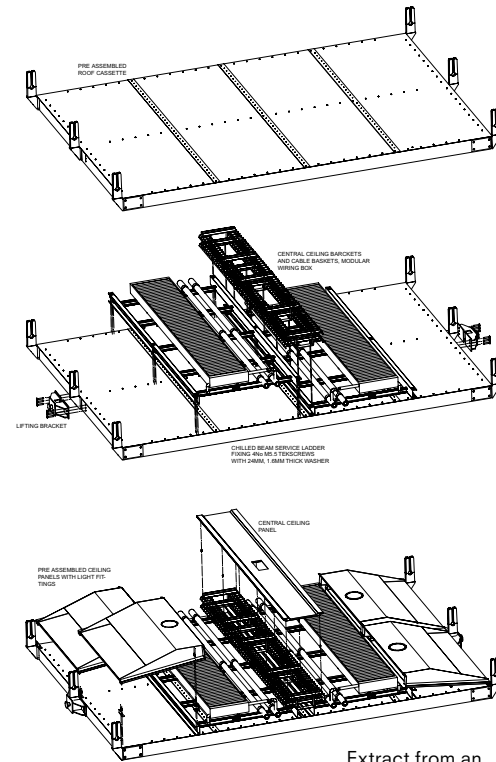 PRE ASSEMBLED
ROOF CASSETTE
CENTRAL CEILING BARCKETS
AND CABLE BASKETS, MODULAR
WIRING BOX
LIFTING BRACKET
CHILLED BEAM SERVICE LADDER
FIXING 4No M5.5 TEKSCREWS
WITH 24MM, 1.6MM THICK WASHER
CENTRAL CEILING
PANEL
PRE ASSEMBLED CEILING
PANELS WITH LIGHT FIT-
TINGS
Extract from an